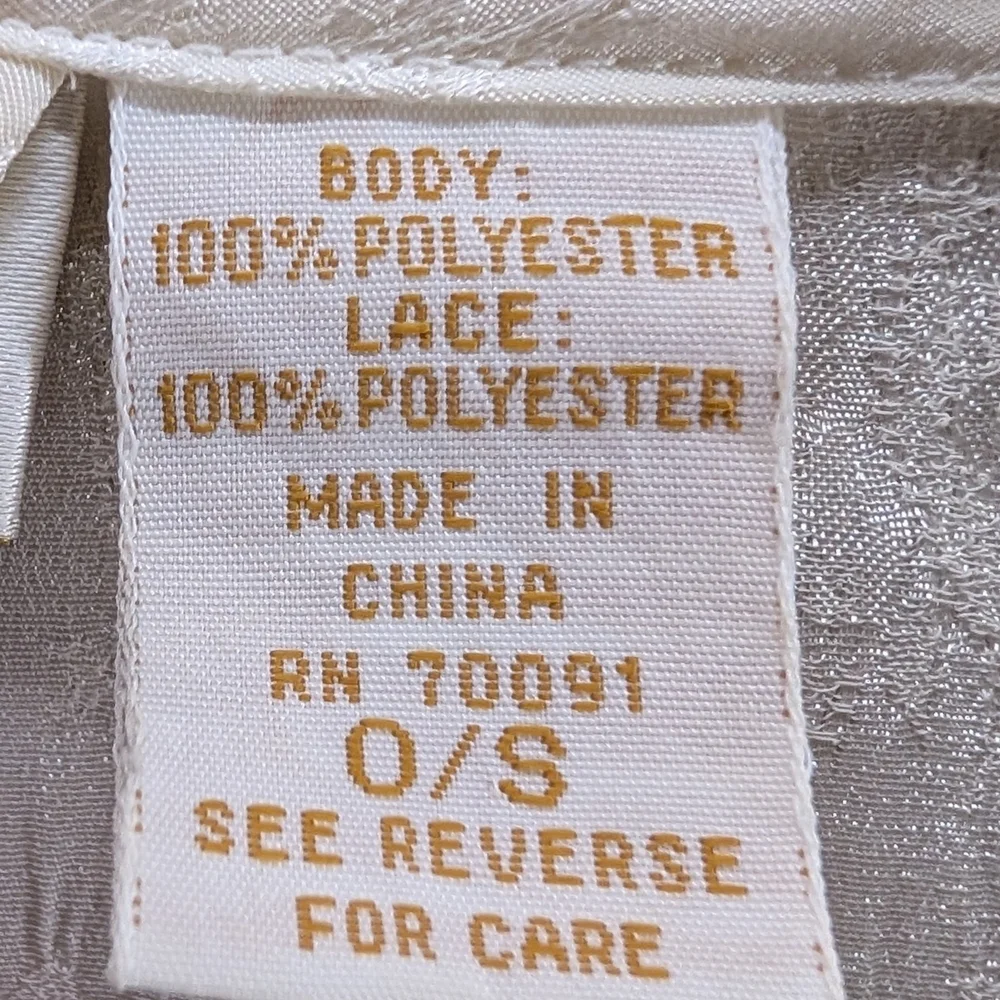 BODY:
100% POLYESTER
LACE:
100% POLYESTER
MADE IN
CHINA
RN 70091
O/S
SEE REVERSE
FOR CARE